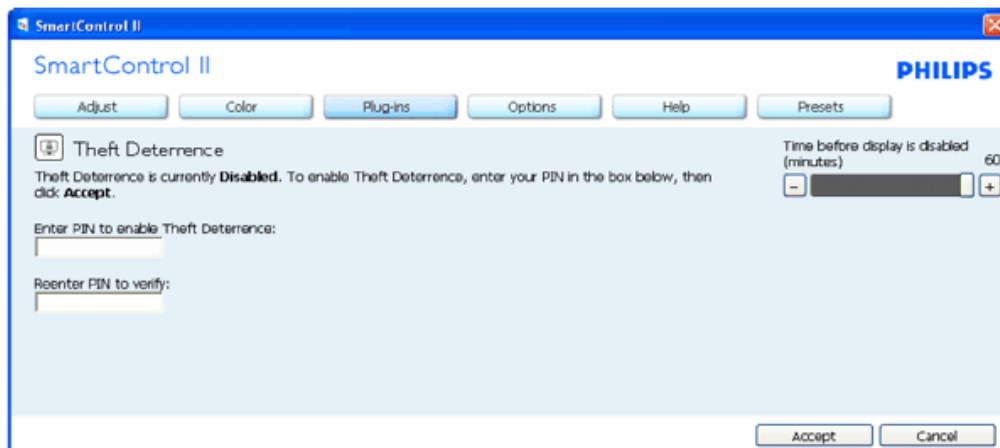 SmartControl II
SmartControl II
PHILIPS
Adjust Color Plug-ins Options Help Presets
Theft Deterrence
Theft Deterrence is currently Disabled. To enable Theft Deterrence, enter your PIN in the box below, then
click Accept.
Time before display is disabled
(minutes) 60
Enter PIN to enable Theft Deterrence:
Reenter PIN to verify:
Accept Cancel